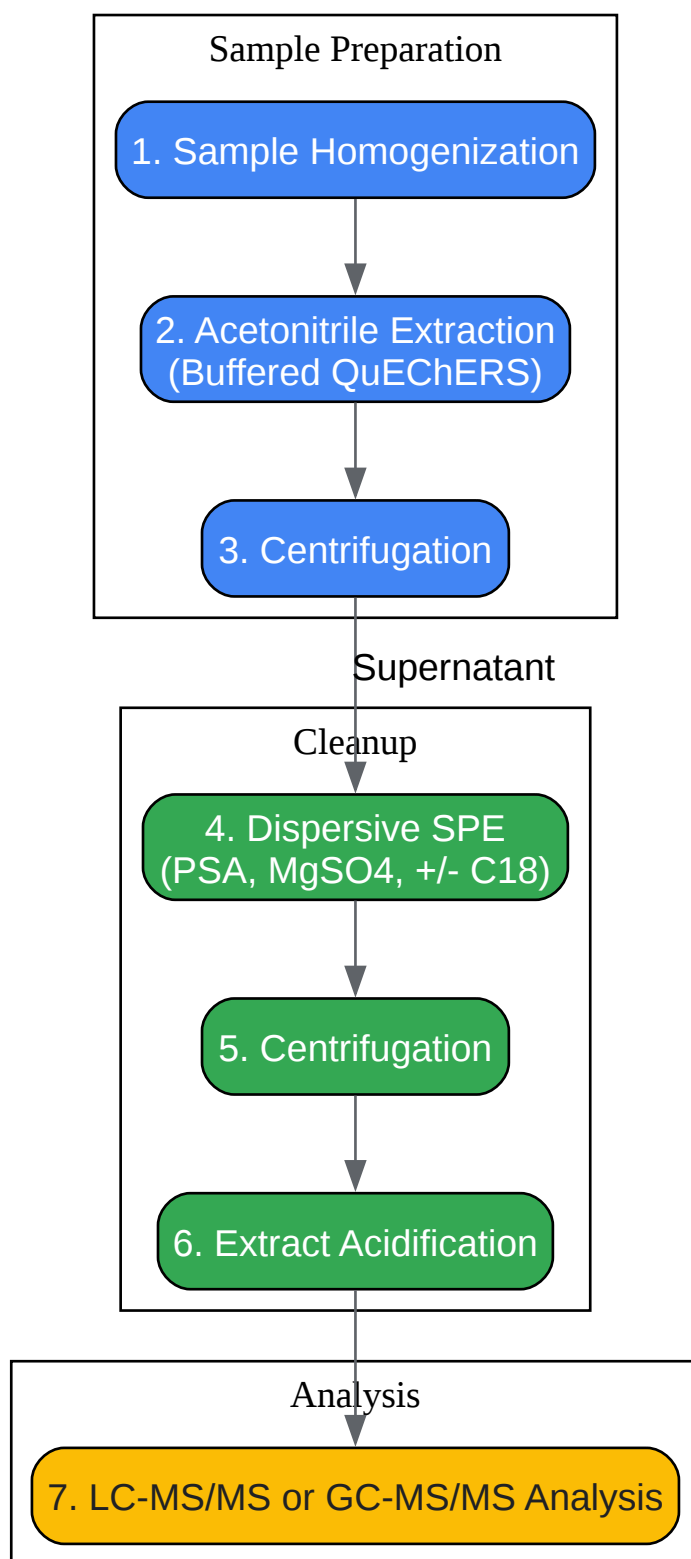 Sample Preparation
1. Sample Homogenization
2. Acetonitrile Extraction
(Buffered QuEChERS)
3. Centrifugation
Supernatant
Cleanup
4. Dispersive SPE
(PSA, MgSO4, +/- C18)
5. Centrifugation
6. Extract Acidification
Analysis
7. LC-MS/MS or GC-MS/MS Analysis